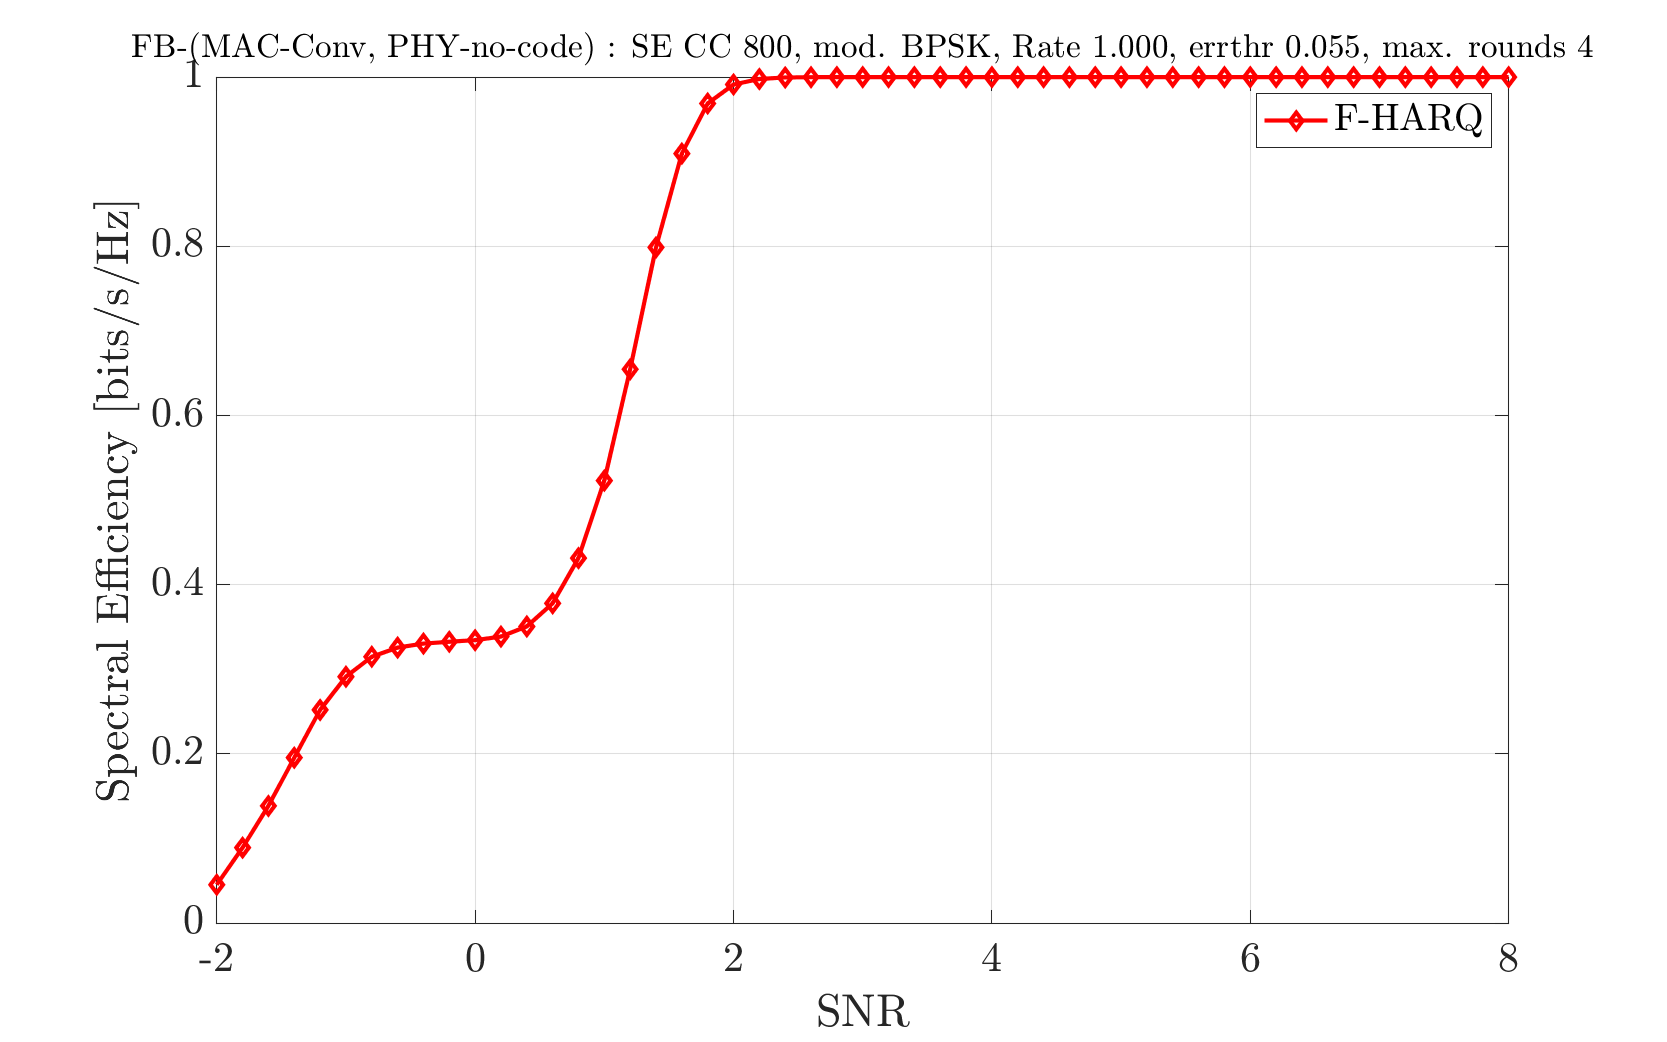 FB-(MAC-Conv, PHY-no-code) : SE CC 800, mod. BPSK, Rate 1.000, errthr 0.055, max. rounds 4
F-HARQ
Spectral Efficiency [bits/s/Hz]
1
0.8
0.6
0.4
0.2
0
-2 0 2 4 6 8
SNR